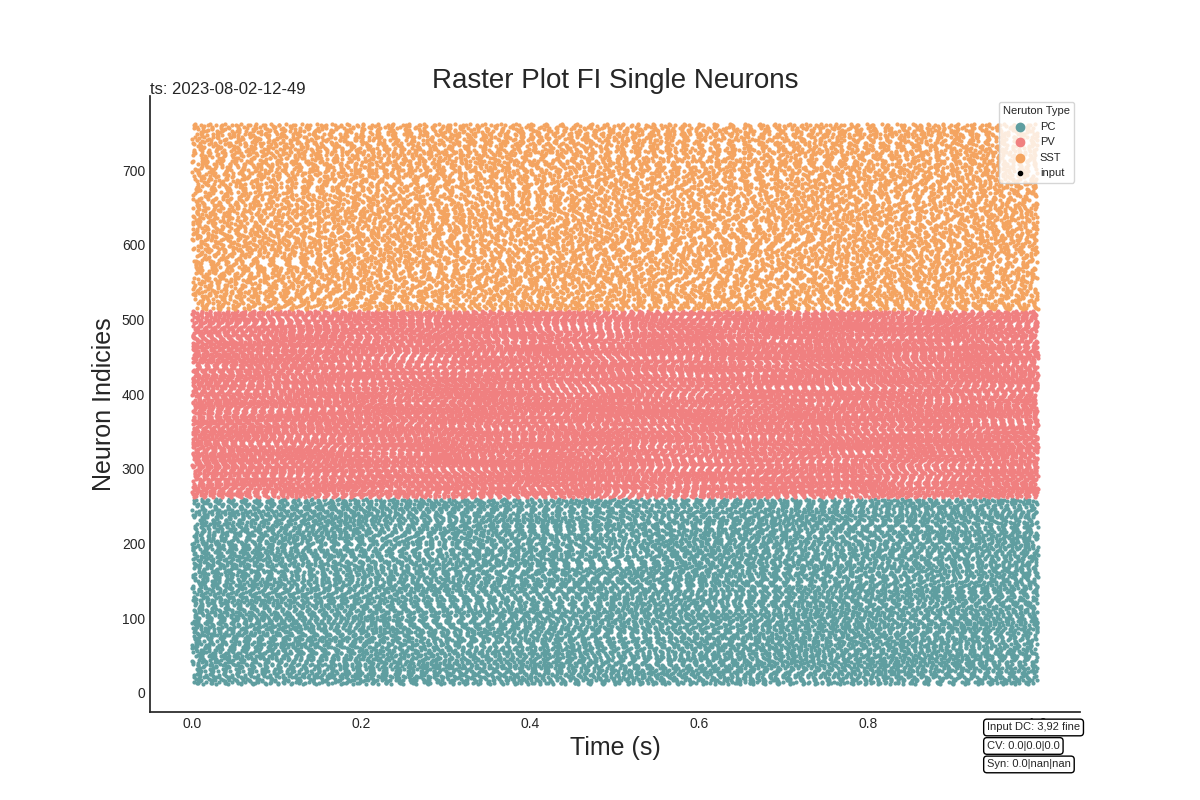 Raster Plot FI Single Neurons
ts: 2023-08-02-12-49
Neruton Type
PC
PV
SST
input
Neuron Indicies
700
600
500
400
300
200
100
0
0.0 0.2 0.4 0.6 0.8
Time (s)
Input DC: 3,92 fine
CV: 0.0|0.0|0.0
Syn: 0.0|nan|nan